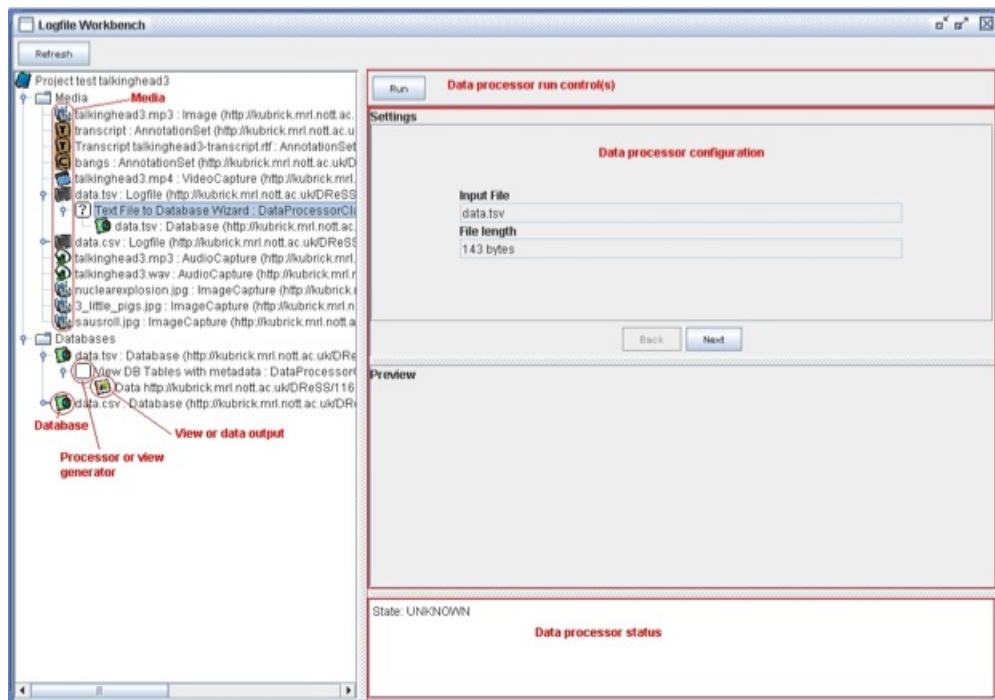 Logfile Workbench
Refresh
Project test talkinghead3
Media
Media
talkinghead3.mp3 : Image (http://kubrick.mrl.nott.ac.
transcript : AnnotationSet (http://kubrick.mrl.nott.ac.u
Transcript talkinghead3-transcript.rtf : AnnotationSet
bangs : AnnotationSet (http://kubrick.mrl.nott.ac.uk/D
talkinghead3.mp4 : VideoCapture (http://kubrick.mrl.
data.tsv : Logfile (http://kubrick.mrl.nott.ac.uk/DReSS
Text File to Database Wizard : DataProcessorCla
data.tsv : Database (http://kubrick.mrl.nott.ac.
data.csv : Logfile (http://kubrick.mrl.nott.ac.uk/DReSS
talkinghead3.mp3 : AudioCapture (http://kubrick.mrl.
talkinghead3.wav : AudioCapture (http://kubrick.mrl.r
nuclearexplosion.jpg : ImageCapture (http://kubrick.
3_little_pigs.jpg : ImageCapture (http://kubrick.mrl.n
sausroll.jpg : ImageCapture (http://kubrick.mrl.nott.a
Databases
data.tsv : Database (http://kubrick.mrl.nott.ac.uk/DRe
View DB Tables with metadata : DataProcessor
Data http://kubrick.mrl.nott.ac.uk/DReSS/116
data.csv : Database (http://kubrick.mrl.nott.ac.uk/DRe
Database
View or data output
Processor or view
generator
Run
Data processor run control(s)
Settings
Data processor configuration
Input File
data.tsv
File length
143 bytes
Back
Next
Preview
State: UNKNOWN
Data processor status